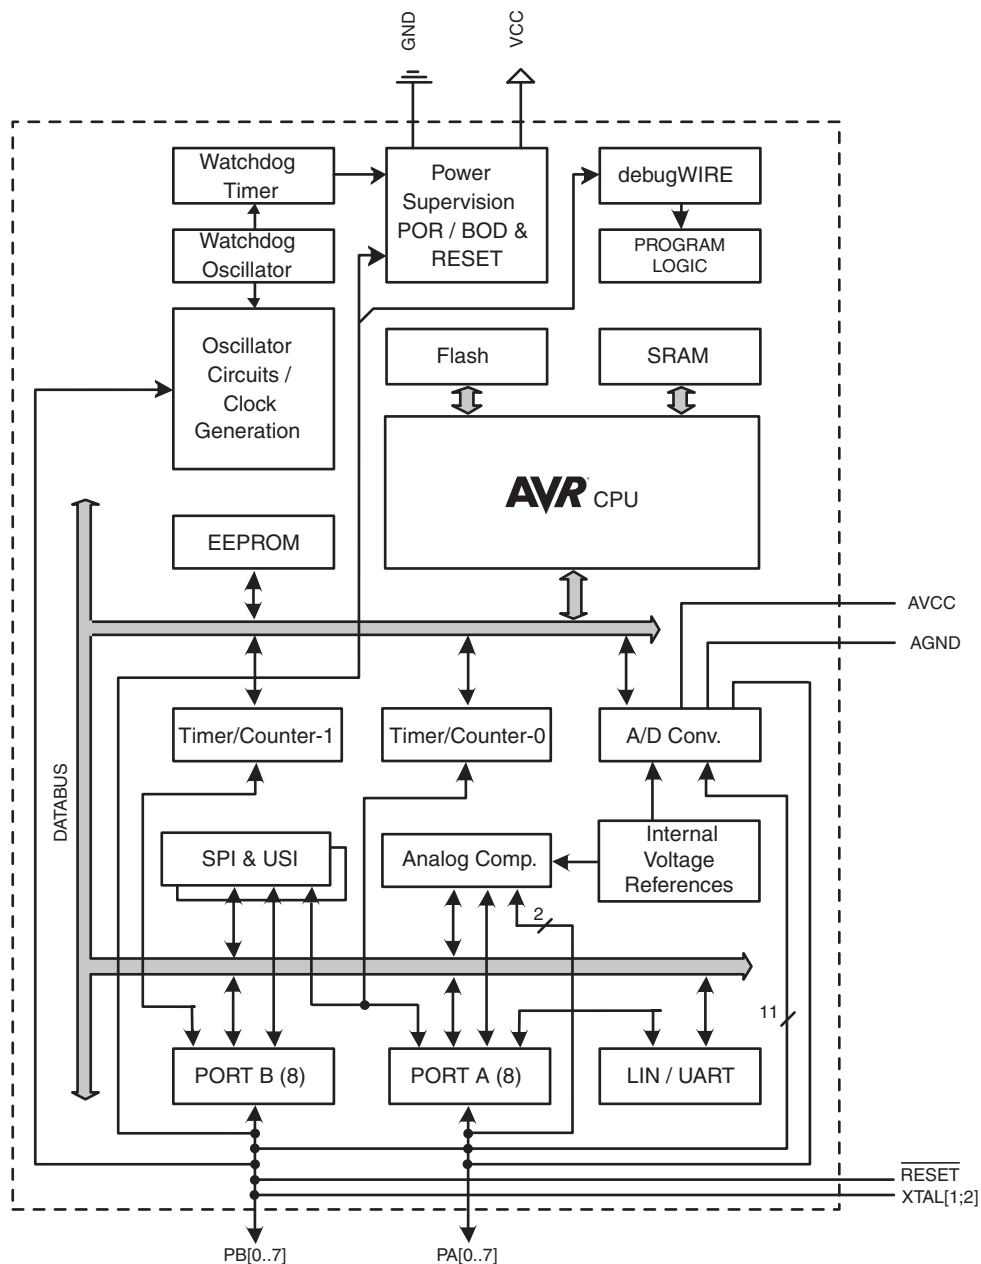 GND
VCC
Watchdog
Timer
Power
Supervision
POR / BOD &
RESET
debugWIRE
Watchdog
Oscillator
PROGRAM
LOGIC
Oscillator
Circuits /
Clock
Generation
Flash
SRAM
AVR CPU
EEPROM
AVCC
AGND
Timer/Counter-1
Timer/Counter-0
A/D Conv.
DATABUS
SPI & USI
Analog Comp.
Internal
Voltage
References
2
11
PORT B (8)
PORT A (8)
LIN / UART
RESET
XTAL[1;2]
PB[0..7]
PA[0..7]